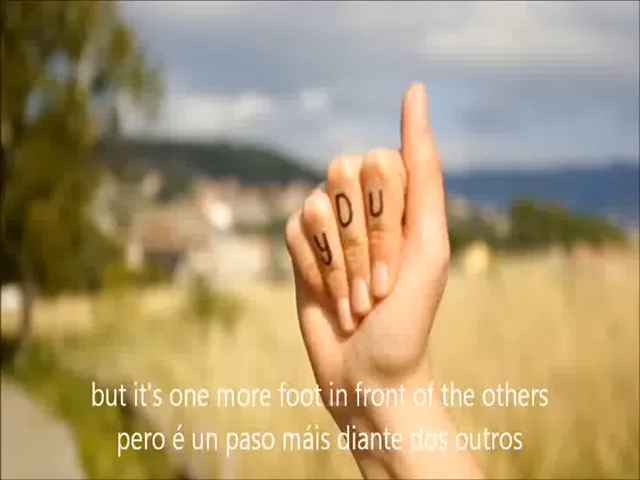 you
but it's one more foot in front of the others
pero é un paso máis diante dos outros